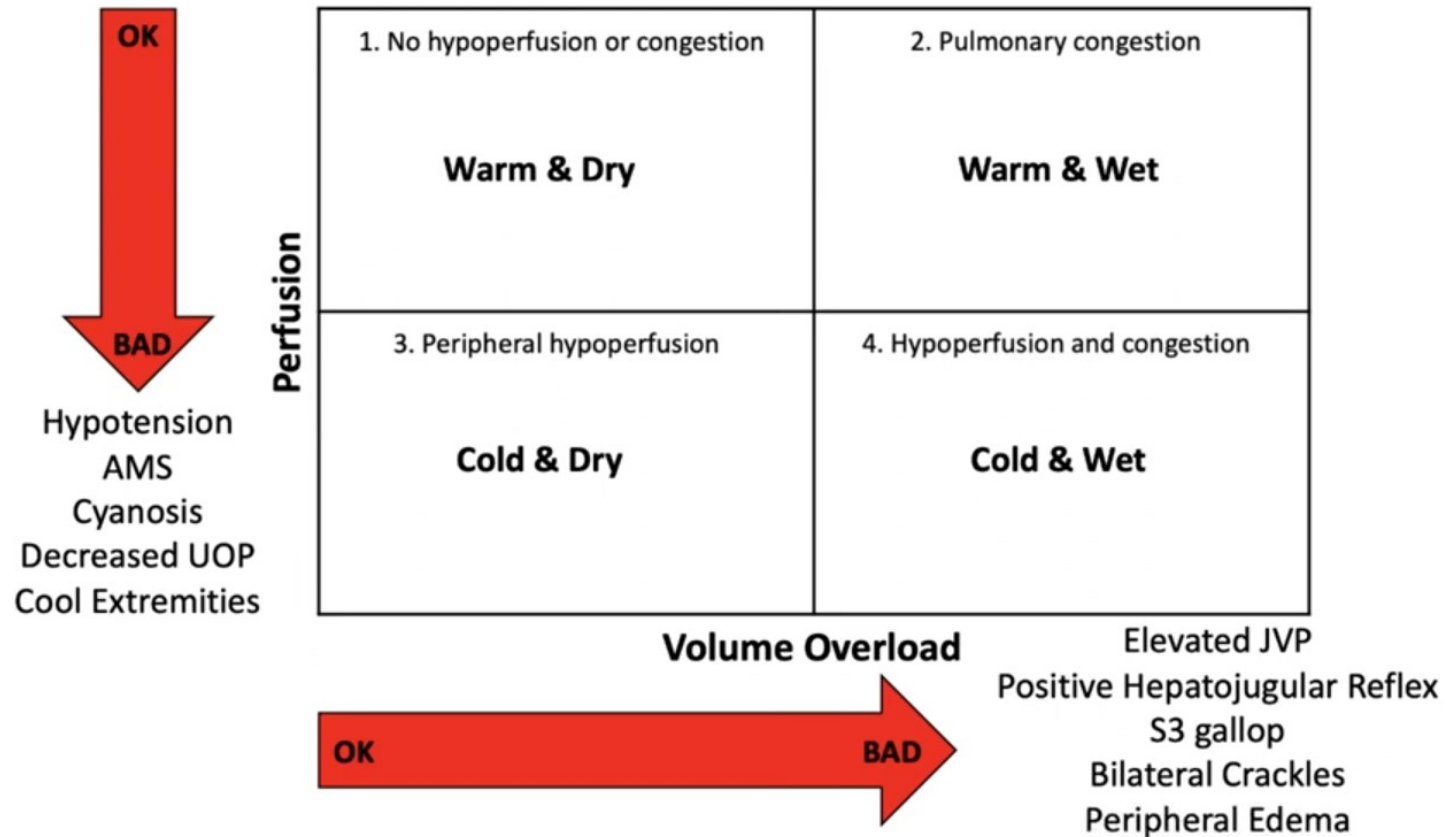 OK
BAD
Hypotension
AMS
Cyanosis
Decreased UOP
Cool Extremities
Perfusion
1. No hypoperfusion or congestion
Warm & Dry
2. Pulmonary congestion
Warm & Wet
3. Peripheral hypoperfusion
Cold & Dry
4. Hypoperfusion and congestion
Cold & Wet
Volume Overload
OK
BAD
Elevated JVP
Positive Hepatojugular Reflex
S3 gallop
Bilateral Crackles
Peripheral Edema